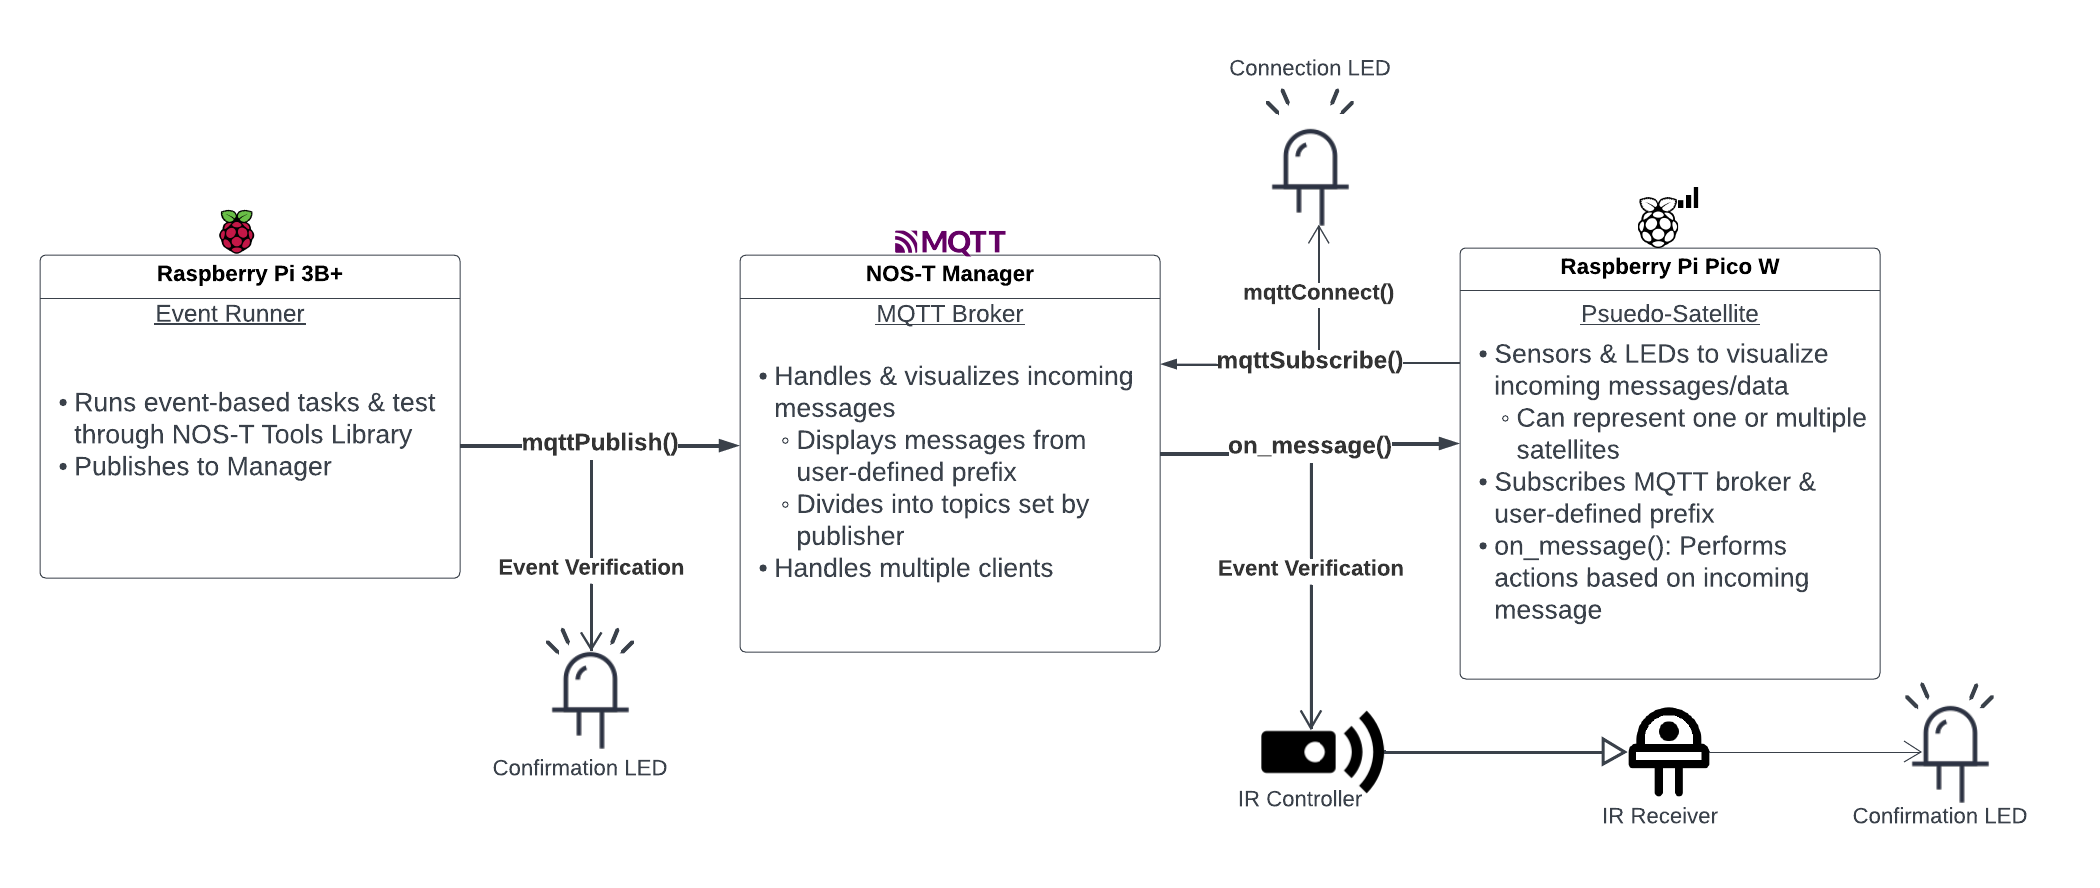 Connection LED
MQTT
Raspberry Pi 3B+
Event Runner
• Runs event-based tasks & test
through NOS-T Tools Library
• Publishes to Manager
mqttPublish()
Event Verification
Confirmation LED
NOS-T Manager
MQTT Broker
• Handles & visualizes incoming
messages
◦ Displays messages from
user-defined prefix
◦ Divides into topics set by
publisher
• Handles multiple clients
mqttConnect()
mqttSubscribe()
on_message()
Event Verification
IR Controller
Raspberry Pi Pico W
Psuedo-Satellite
• Sensors & LEDs to visualize
incoming messages/data
◦ Can represent one or multiple
satellites
• Subscribes MQTT broker &
user-defined prefix
• on_message(): Performs
actions based on incoming
message
IR Receiver
Confirmation LED